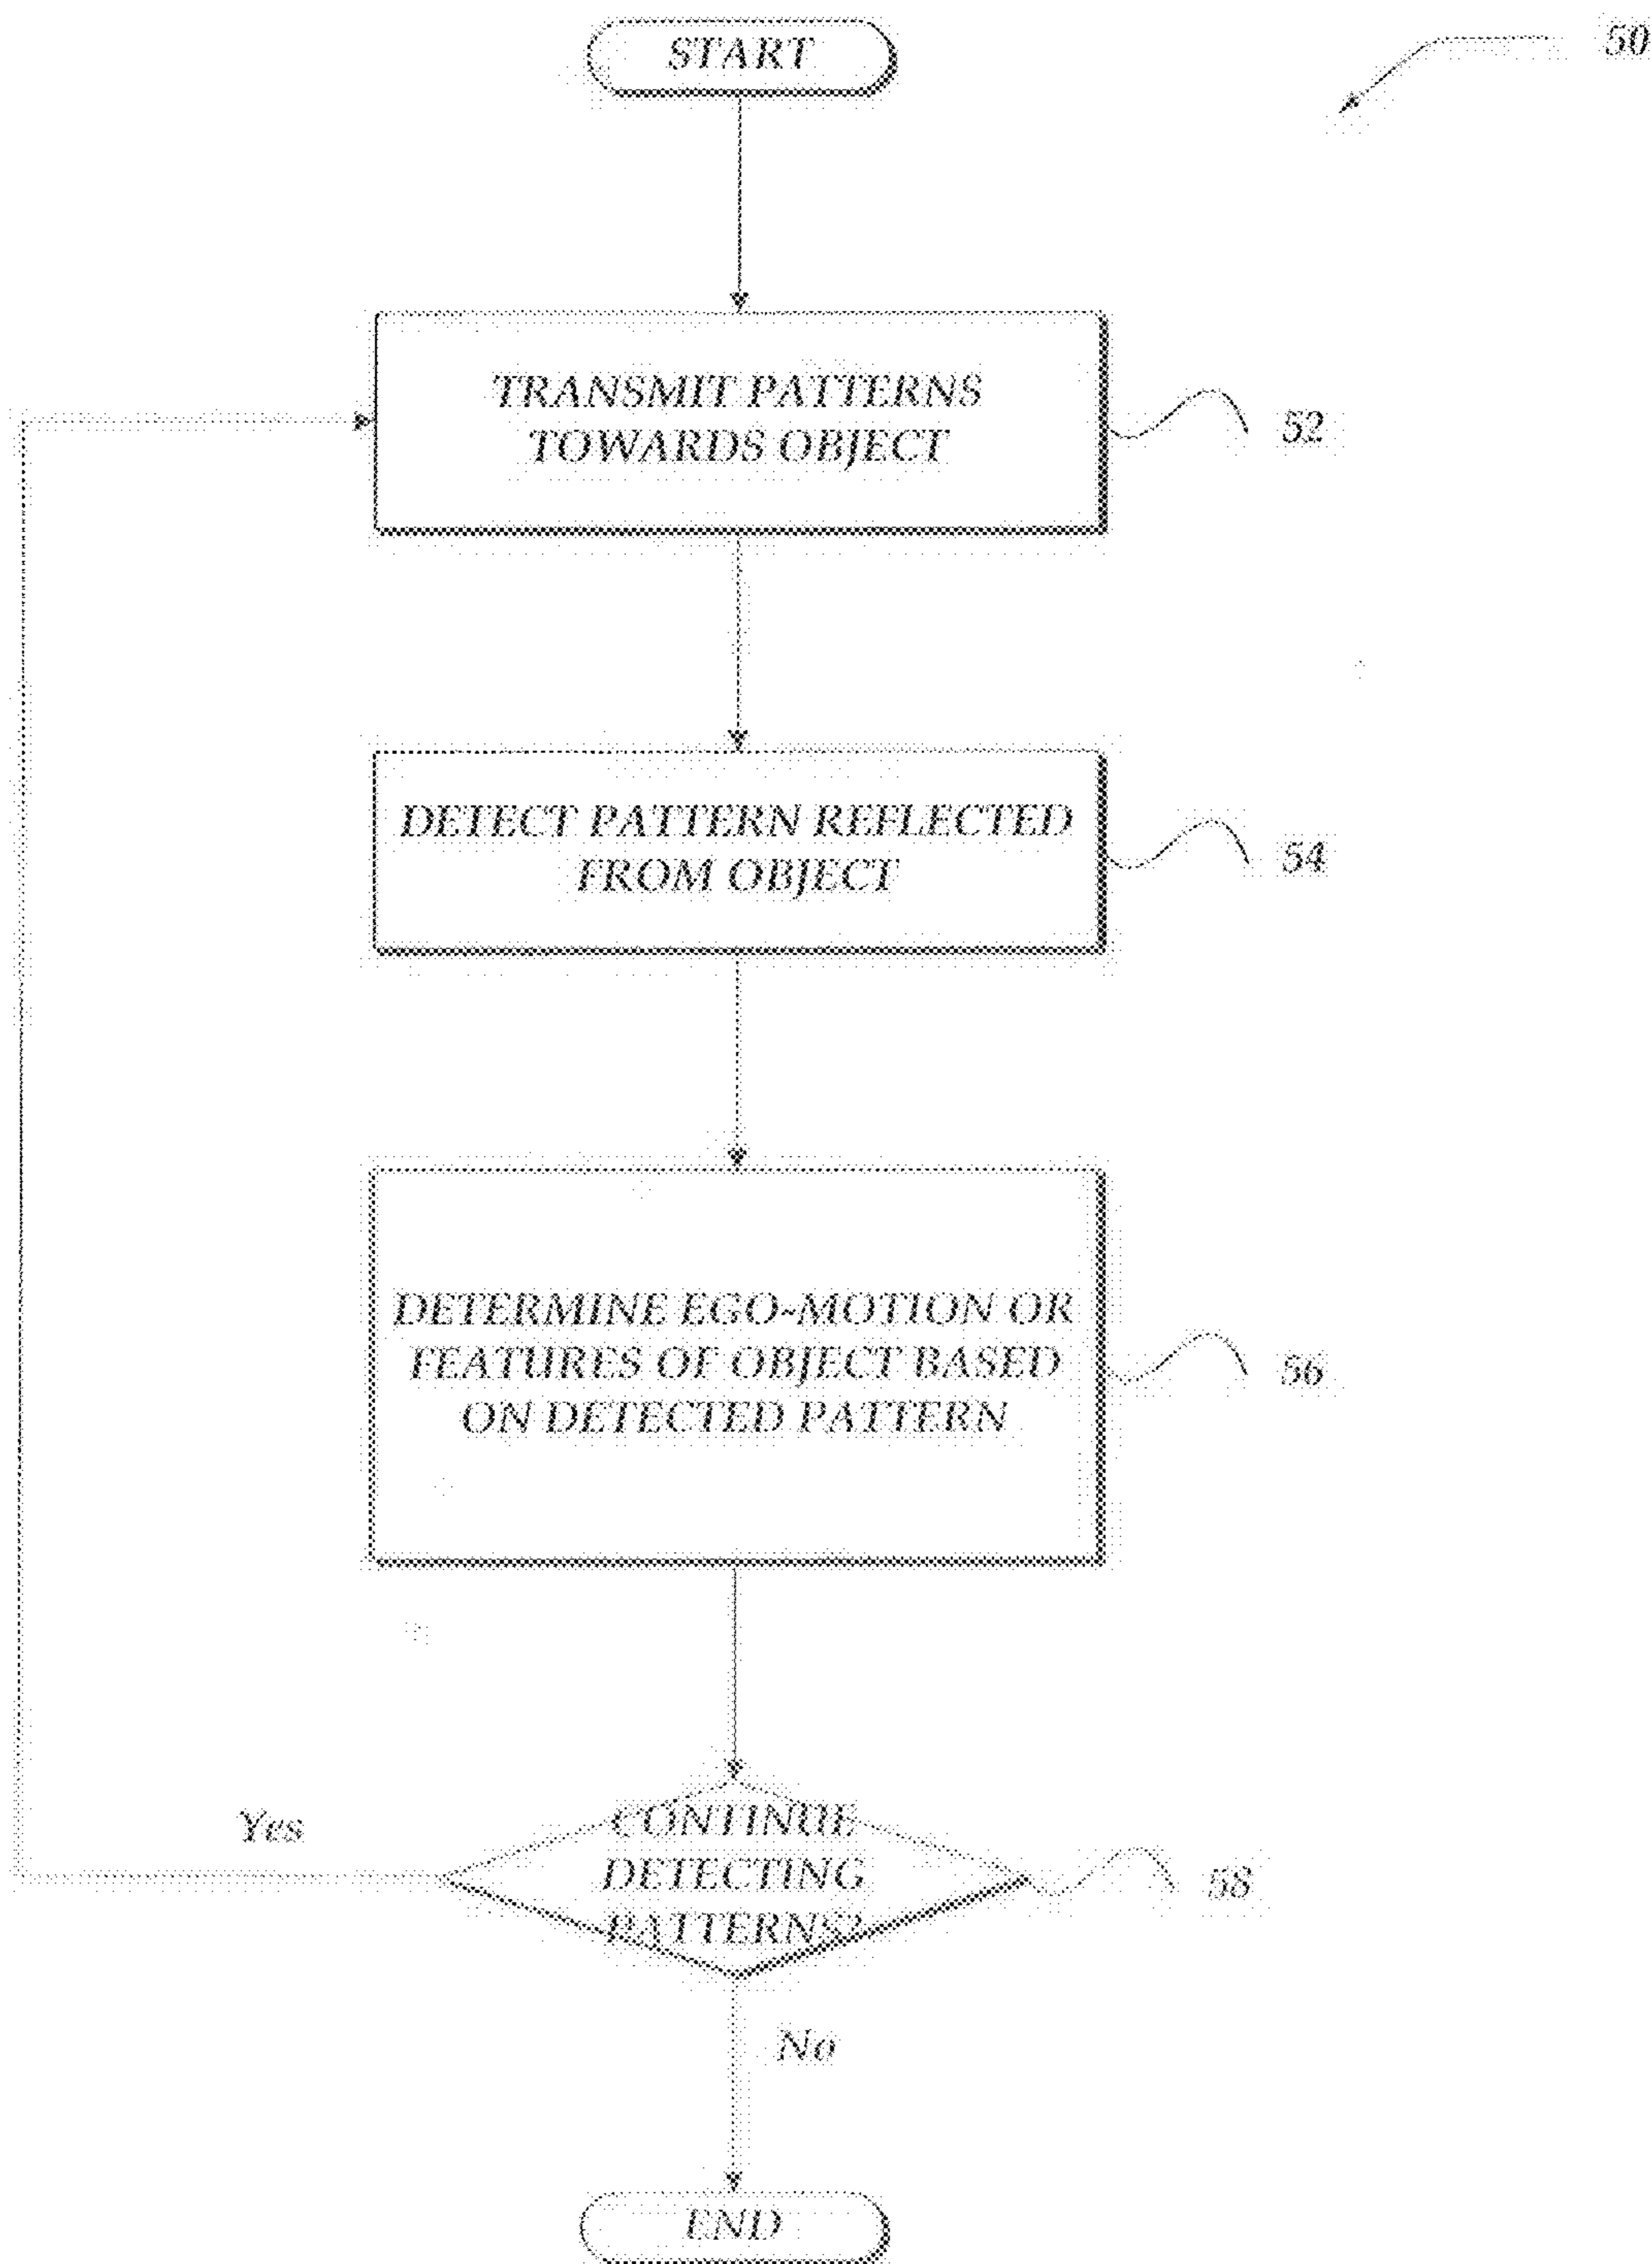 START
50
TRANSMIT PATTERNS
TOWARDS OBJECT
52
DETECT PATTERN REFLECTED
FROM OBJECT
54
DETERMINE EGO-MOTION OR
FEATURES OF OBJECT BASED
ON DETECTED PATTERN
56
Yes
CONTINUE
DETECTING
PATTERNS?
58
No
END